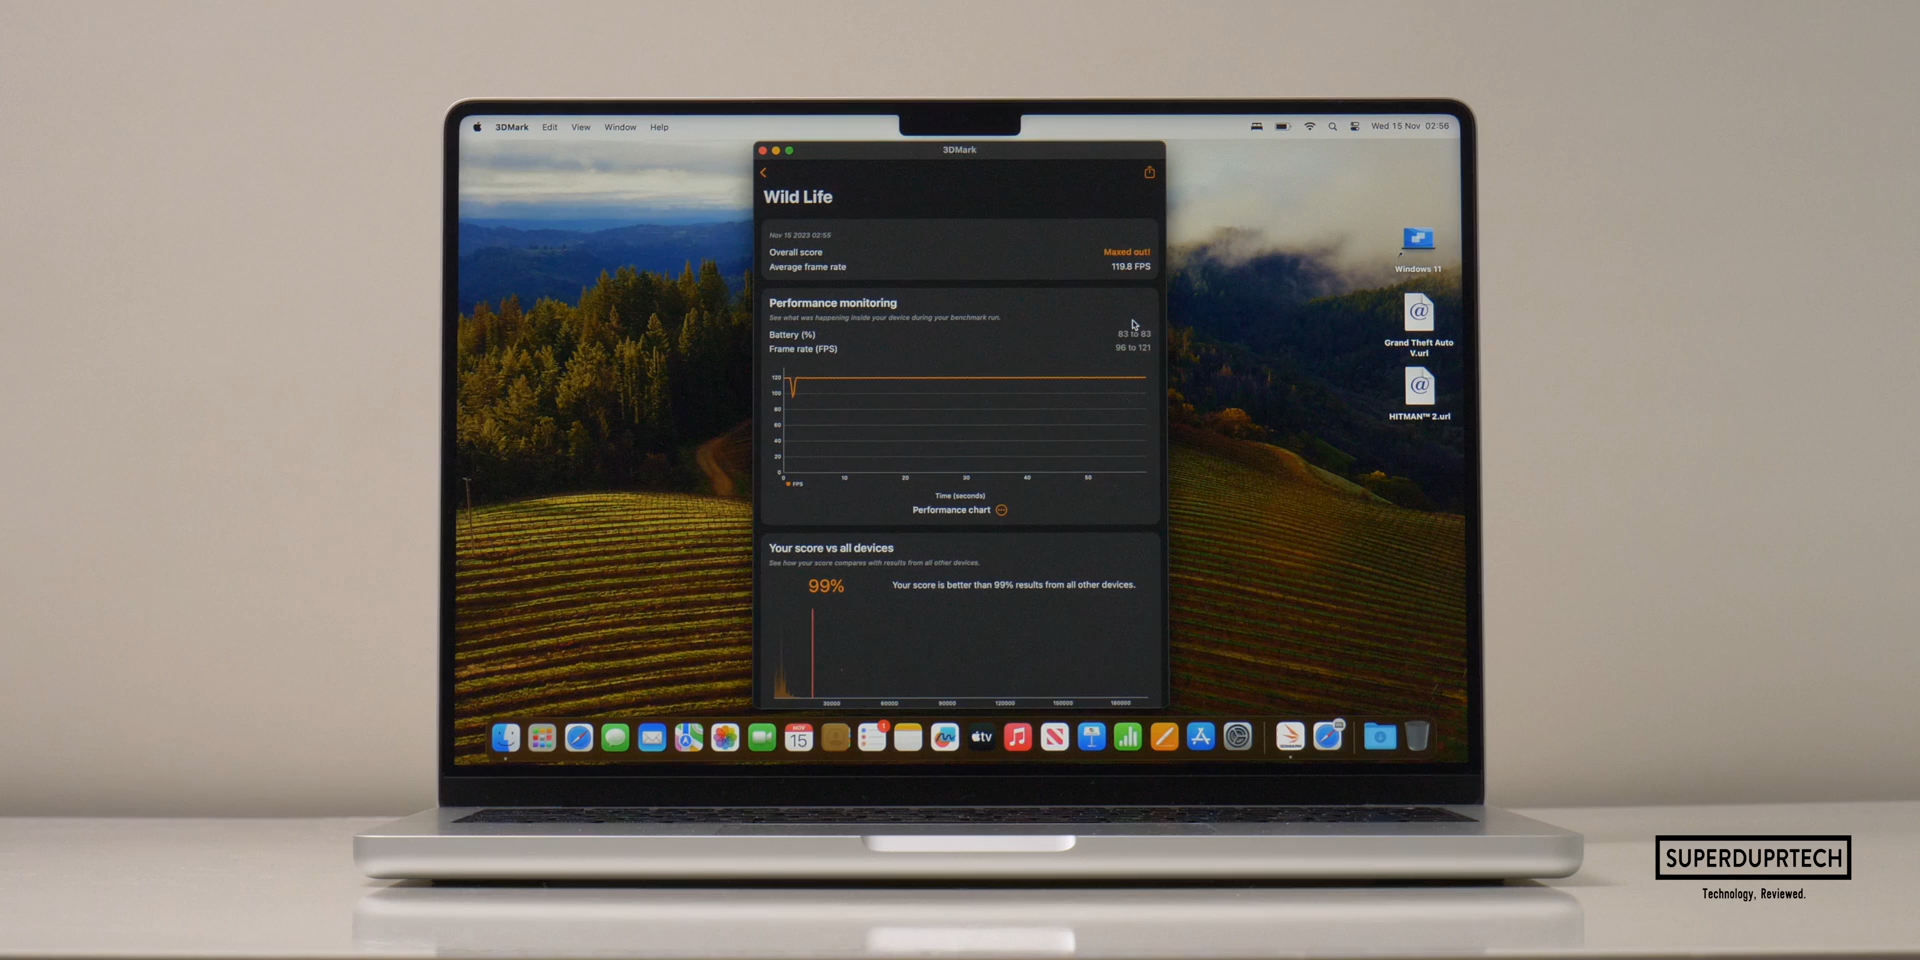 3DMark Edit View Window Help
Wed 15 Nov 02:56
3DMark
Wild Life
Nov 15 2023 02:55
Overall score Maxed out!
Average frame rate 119.8 FPS
Performance monitoring
See what was happening inside your device during your benchmark run.
Battery (%) 83 to 83
Frame rate (FPS) 96 to 121
120
100
80
60
40
20
0
10 20 30 40 50
FPS
Time (seconds)
Performance chart
Your score vs all devices
See how your score compares with results from all other devices.
99% Your score is better than 99% results from all other devices.
30000 60000 90000 120000 150000 180000
Windows 11
@
Grand Theft Auto
V.url
@
HITMAN™ 2.url
NOV
15
1
tv
SUPERDUPRTECH
Technology, Reviewed.